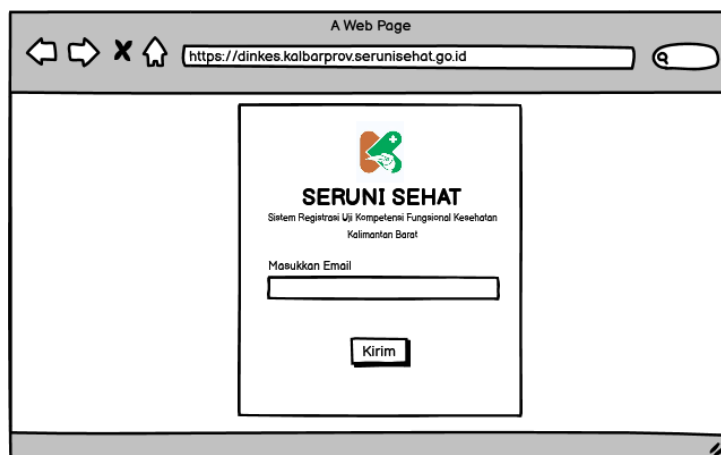 A Web Page
https://dinkes.kalbarprov.serunisehat.go.id
SERUNI SEHAT
Sistem Registrasi Uji Kompetensi Fungsional Kesehatan
Kalimantan Barat
Masukkan Email
Kirim